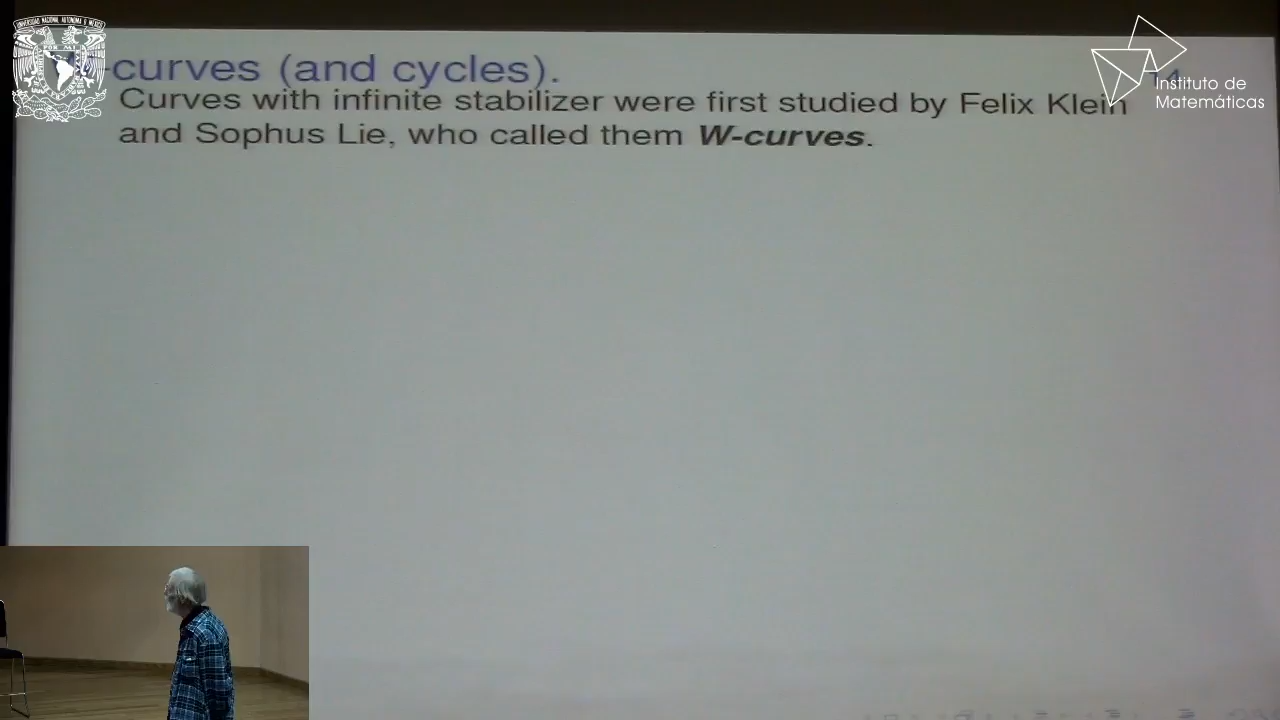 -curves (and cycles).
Curves with infinite stabilizer were first studied by Felix Klein
and Sophus Lie, who called them W-curves.
Instituto de
Matemáticas